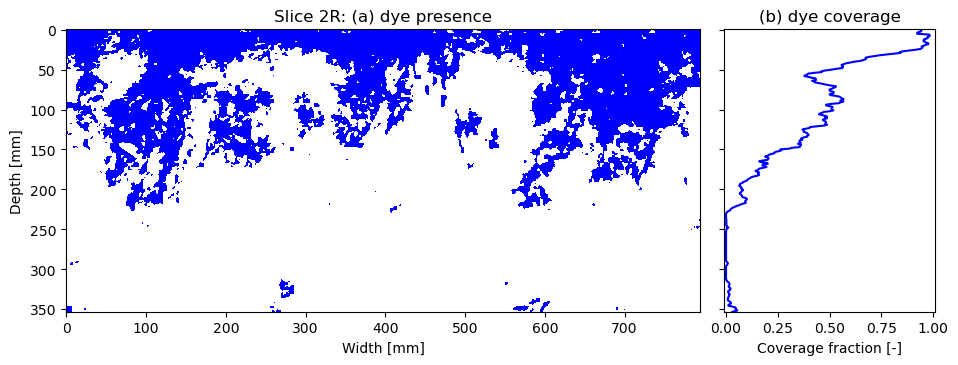 Slice 2R: (a) dye presence
(b) dye coverage
0
50
100
150
200
250
300
350
Depth [mm]
0 100 200 300 400 500 600 700
Width [mm]
0.00 0.25 0.50 0.75 1.00
Coverage fraction [-]